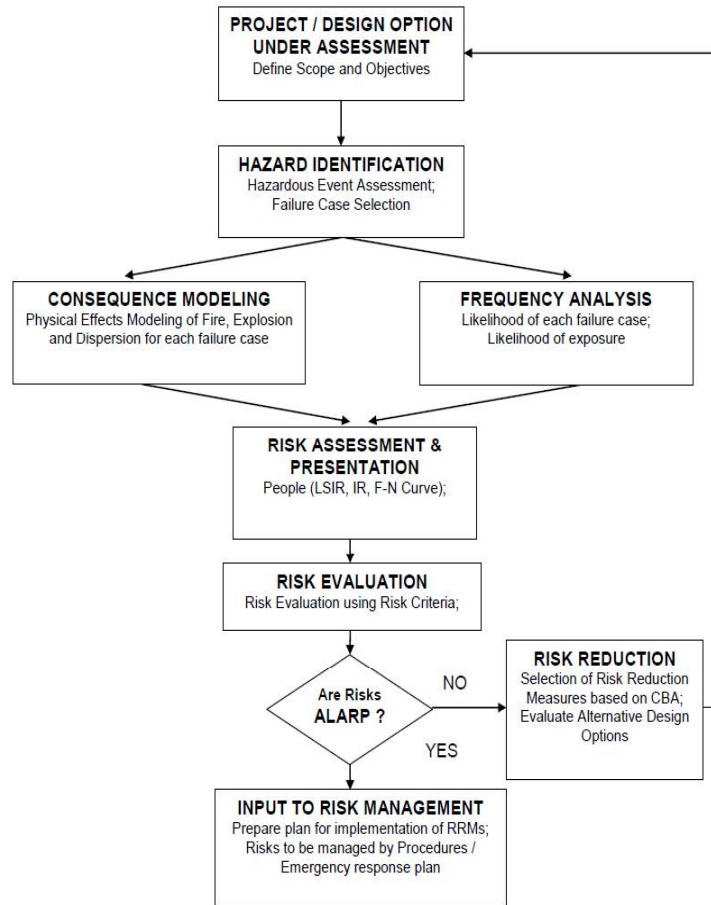 PROJECT / DESIGN OPTION
UNDER ASSESSMENT
Define Scope and Objectives
HAZARD IDENTIFICATION
Hazardous Event Assessment;
Failure Case Selection
CONSEQUENCE MODELING
Physical Effects Modeling of Fire, Explosion
and Dispersion for each failure case
FREQUENCY ANALYSIS
Likelihood of each failure case;
Likelihood of exposure
RISK ASSESSMENT &
PRESENTATION
People (LSIR, IR, F-N Curve);
RISK EVALUATION
Risk Evaluation using Risk Criteria;
Are Risks
ALARP ?
NO
YES
RISK REDUCTION
Selection of Risk Reduction
Measures based on CBA;
Evaluate Alternative Design
Options
INPUT TO RISK MANAGEMENT
Prepare plan for implementation of RRMs;
Risks to be managed by Procedures /
Emergency response plan